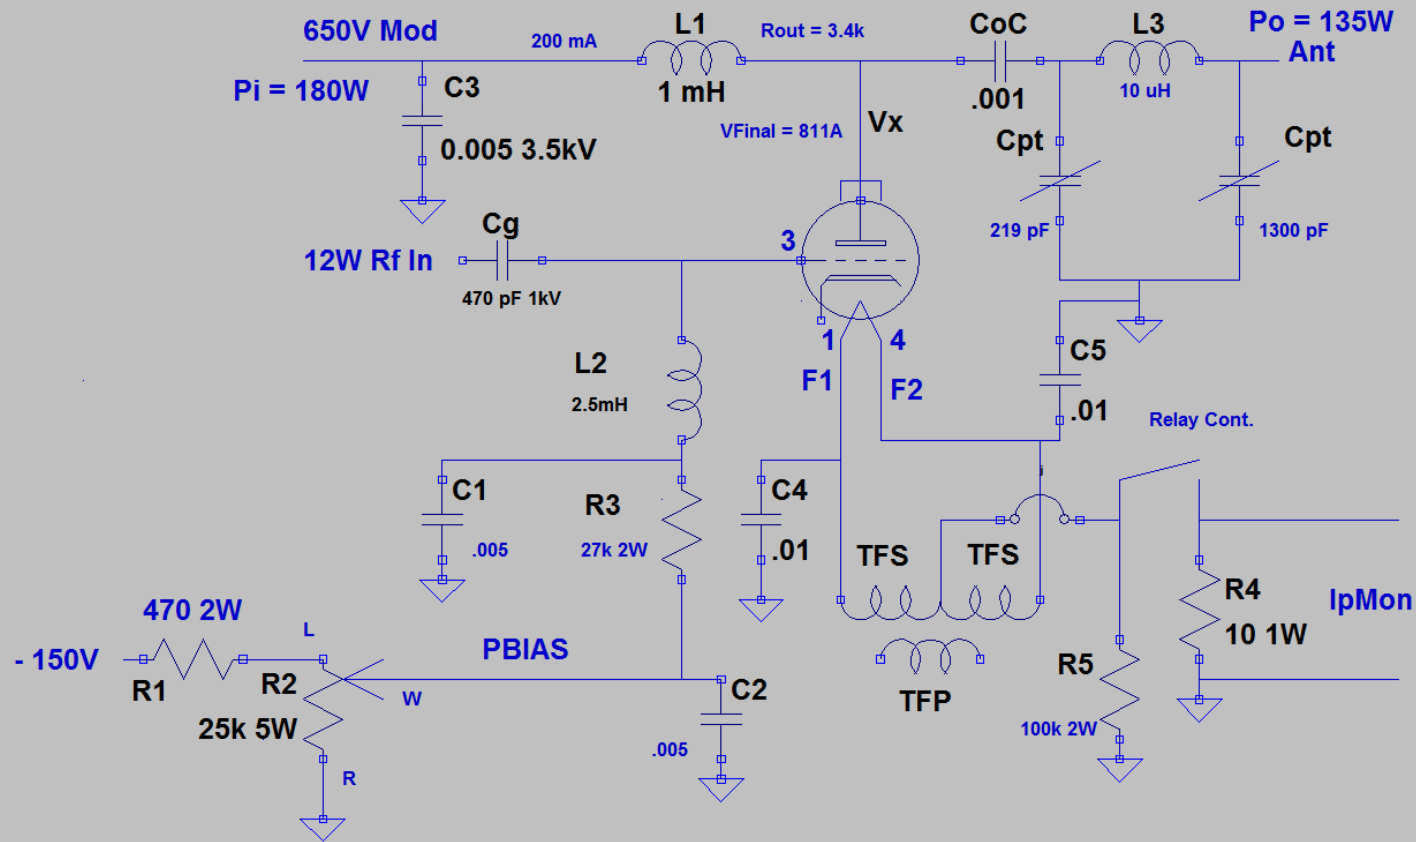 650V Mod
200 mA
L1
Rout = 3.4k
CoC
L3
Po = 135W
Ant
Pi = 180W
C3
1 mH
.001
10 uH
0.005 3.5kV
VFinal = 811A
Vx
Cpt
Cpt
Cg
3
219 pF
1300 pF
12W Rf In
470 pF 1kV
1
4
L2
C5
F1
F2
2.5mH
.01
Relay Cont.
C1
R3
C4
.005
27k 2W
.01
TFS
TFS
R4
IpMon
470 2W
L
10 1W
- 150V
PBIAS
R5
R1
R2
W
C2
TFP
25k 5W
100k 2W
.005
R